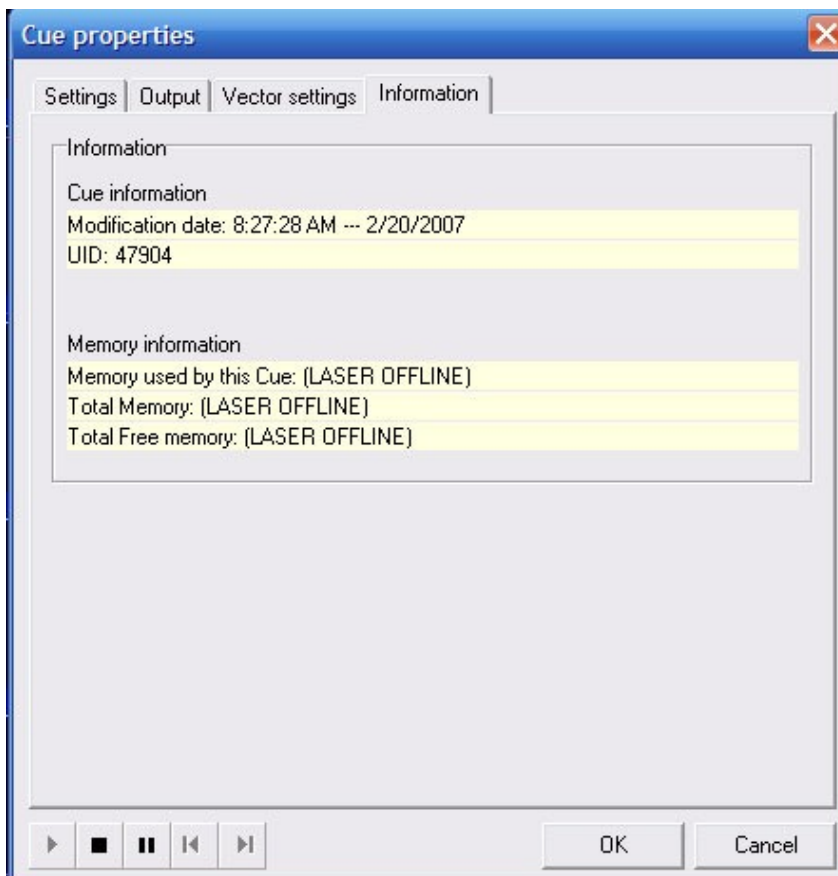 Cue properties
Settings Output Vector settings Information
Information
Cue information
Modification date: 8:27:28 AM --- 2/20/2007
UID: 47904
Memory information
Memory used by this Cue: (LASER OFFLINE)
Total Memory: (LASER OFFLINE)
Total Free memory: (LASER OFFLINE)
OK Cancel